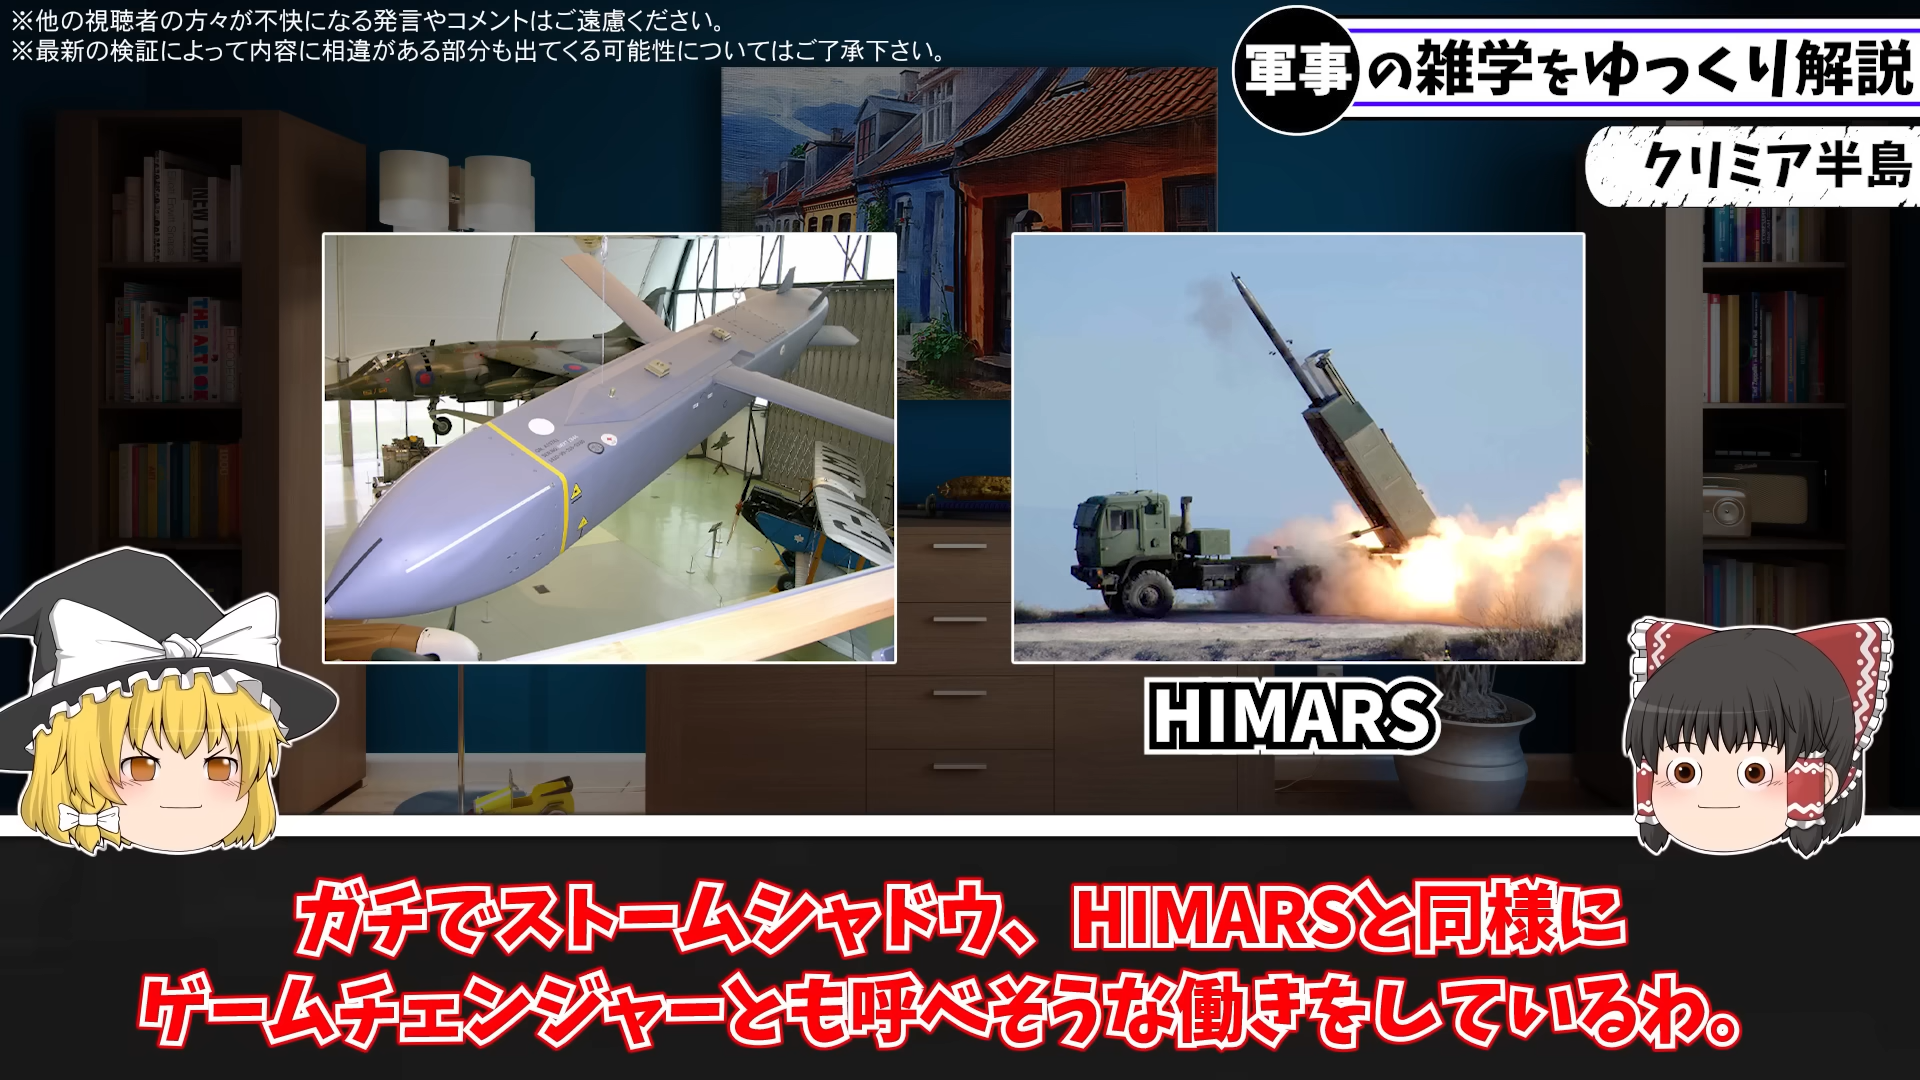 ※他の視聴者の方々が不快になる発言やコメントはご遠慮ください。
※最新の検証によって内容に相違がある部分も出てくる可能性についてはご了承下さい。
軍事の雑学をゆっくり解説
クリミア半島
HIMARS
ガチでストームシャドウ、HIMARSと同様に
ゲームチェンジャーとも呼べそうな働きをしているわ。